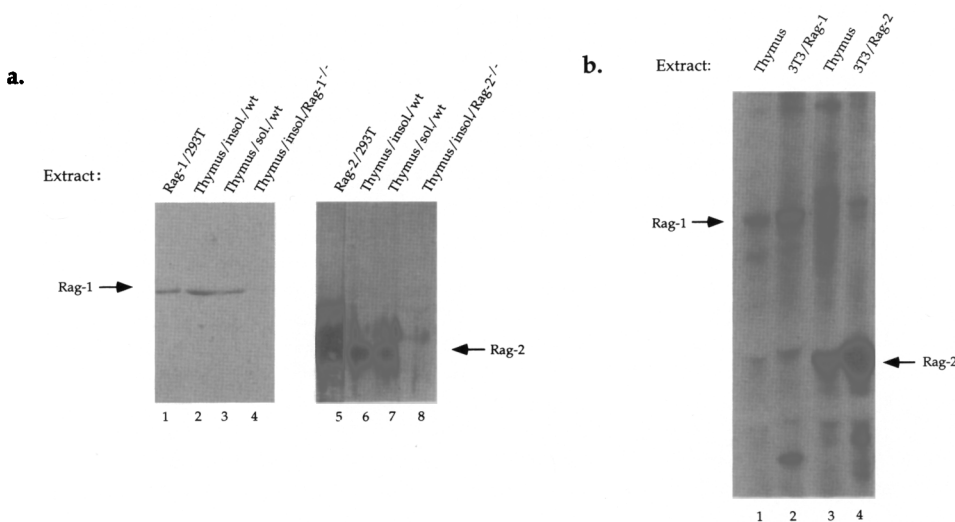 a.
Extract:
Rag-1/293T
Thymus/insol./wt
Thymus/sol./wt
Thymus/insol/Rag-1-/-
Rag-2/293T
Thymus/insol./wt
Thymus/sol./wt
Thymus/insol/Rag-2-/-
Rag-1
Rag-2
1 2 3 4 5 6 7 8
b.
Extract:
Thymus
3T3/Rag-1
Thymus
3T3/Rag-2
Rag-1
Rag-2
1 2 3 4